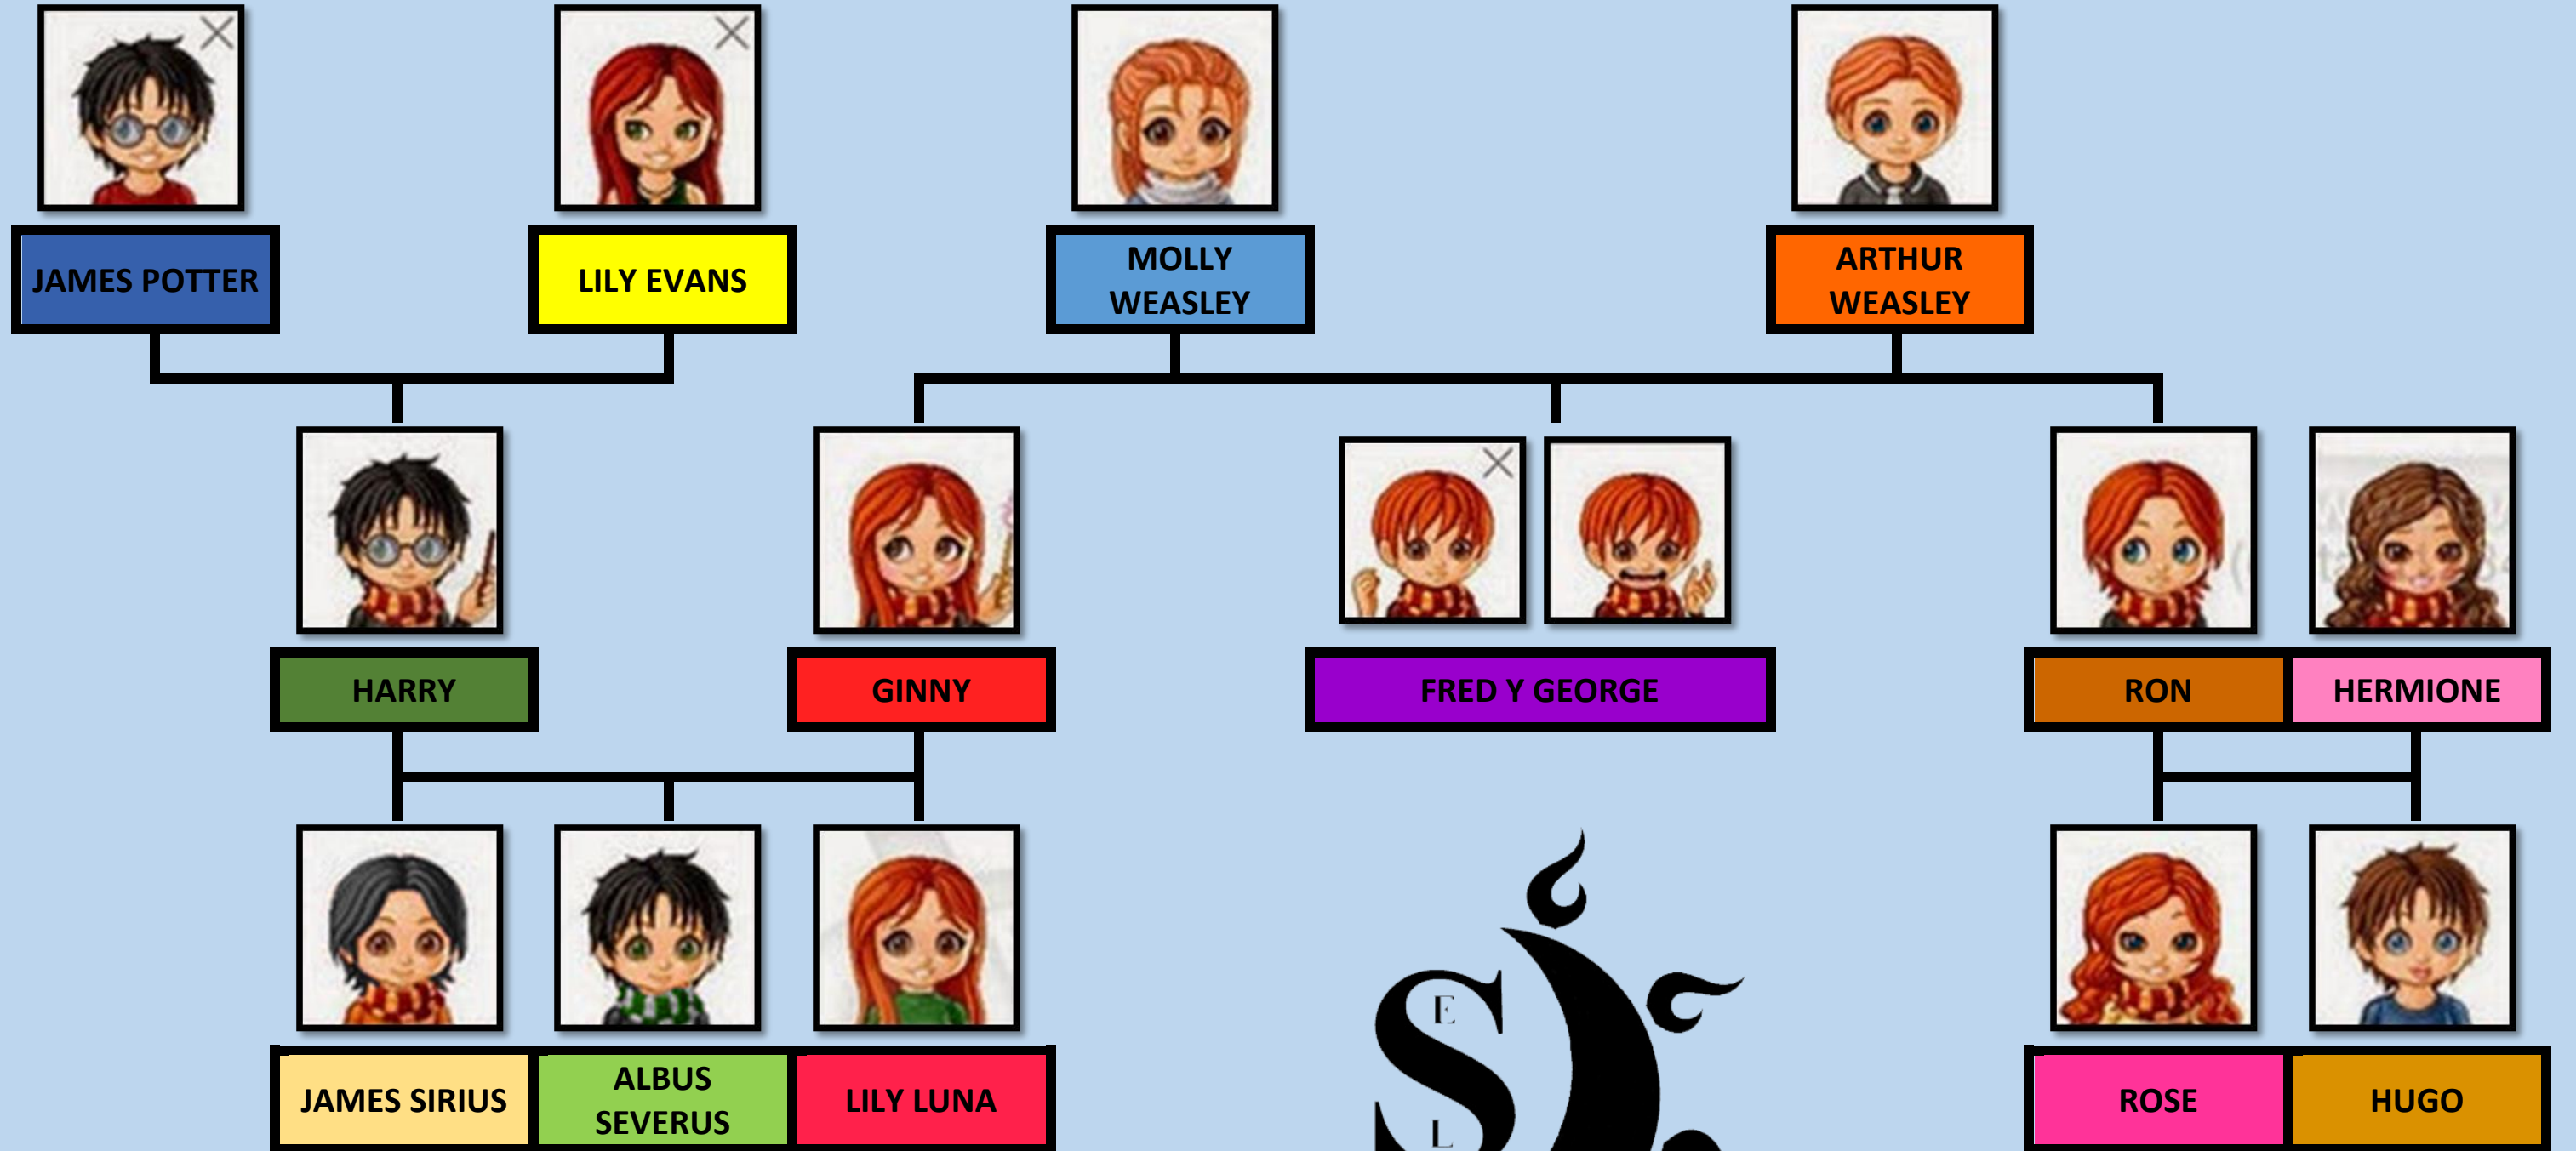 JAMES POTTER
LILY EVANS
MOLLY
WEASLEY
ARTHUR
WEASLEY
HARRY
GINNY
FRED Y GEORGE
RON
HERMIONE
JAMES SIRIUS
ALBUS
SEVERUS
LILY LUNA
ROSE
HUGO
S
E
L